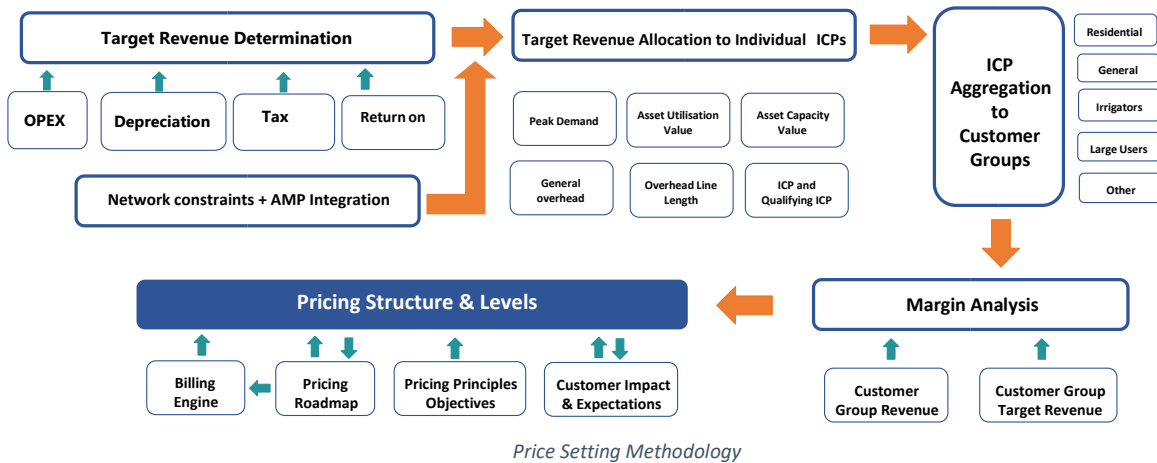 Target Revenue Determination
OPEX
Depreciation
Tax
Return on
Network constraints + AMP Integration
Target Revenue Allocation to Individual ICPs
Peak Demand
Asset Utilisation
Value
Asset Capacity
Value
General
overhead
Overhead Line
Length
ICP and
Qualifying ICP
ICP
Aggregation
to
Customer
Groups
Residential
General
Irrigators
Large Users
Other
Pricing Structure & Levels
Billing
Engine
Pricing
Roadmap
Pricing Principles
Objectives
Customer Impact
& Expectations
Margin Analysis
Customer
Group Revenue
Customer Group
Target Revenue
Price Setting Methodology